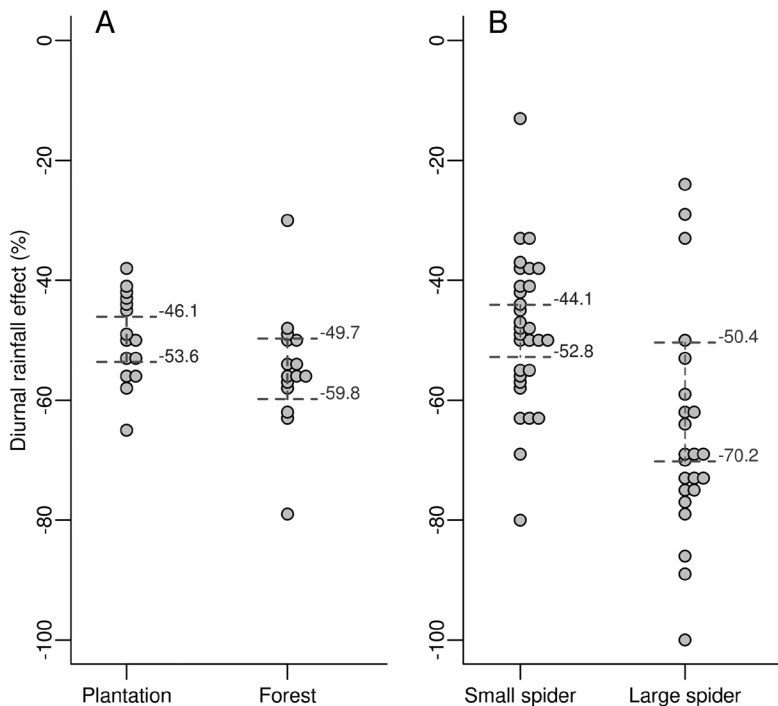 A
B
Diurnal rainfall effect (%)
0
-20
-40
-60
-80
-100
-46.1
-53.6
-49.7
-59.8
Plantation
Forest
0
-20
-40
-60
-80
-100
-44.1
-52.8
-50.4
-70.2
Small spider
Large spider